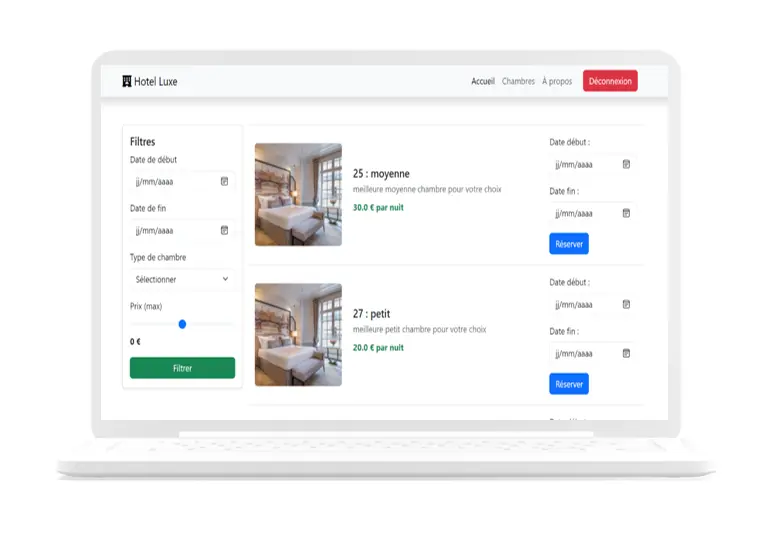 Hotel Luxe
Accueil Chambres À propos Déconnexion
Filtres
Date de début
jj/mm/aaaa
Date de fin
jj/mm/aaaa
Type de chambre
Sélectionner
Prix (max)
0 €
Filtrer
25 : moyenne
meilleure moyenne chambre pour votre choix
30.0 € par nuit
Date début :
jj/mm/aaaa
Date fin :
jj/mm/aaaa
Réserver
27 : petit
meilleure petit chambre pour votre choix
20.0 € par nuit
Date début :
jj/mm/aaaa
Date fin :
jj/mm/aaaa
Réserver